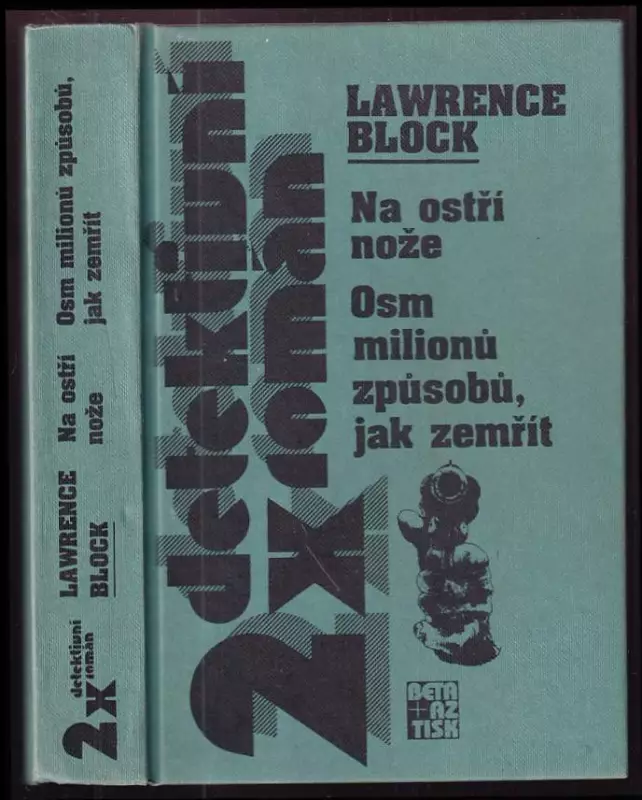 Na ostří Osm milionů způsobů,
nože jak zemřít
LAWRENCE
BLOCK
detektivní
román
2x
detektivní
román
2x
LAWRENCE
BLOCK
Na ostří
nože
Osm
milionů
způsobů,
jak zemřít
BETA
+AZ
TISK